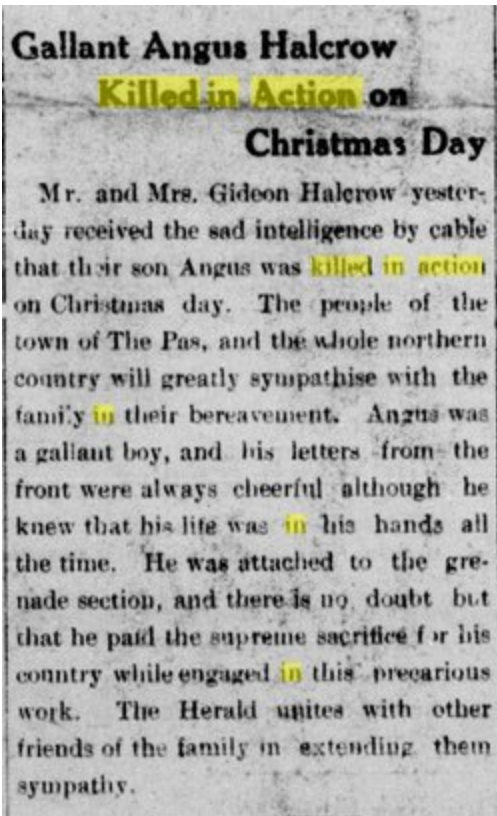 Gallant Angus Halcrow
Killed in Action on
Christmas Day
Mr. and Mrs. Gideon Halcrow yester-
day received the sad intelligence by cable
that their son Angus was killed in action
on Christmas day. The people of the
town of The Pas, and the whole northern
country will greatly sympathise with the
family in their bereavement. Angus was
a gallant boy, and his letters from the
front were always cheerful although he
knew that his life was in his hands all
the time. He was attached to the gre-
nade section, and there is no doubt but
that he paid the supreme sacrifice for his
country while engaged in this precarious
work. The Herald unites with other
friends of the family in extending them
sympathy.